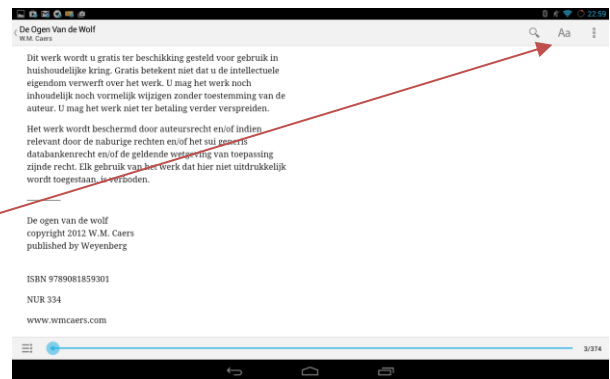 22:59
De Ogen Van de Wolf
W.M. Caers
Aa
Dit werk wordt u gratis ter beschikking gesteld voor gebruik in
huishoudelijke kring. Gratis betekent niet dat u de intellectuele
eigendom verwerft over het werk. U mag het werk noch
inhoudelijk noch vormelijk wijzigen zonder toestemming van de
auteur. U mag het werk niet ter betaling verder verspreiden.
Het werk wordt beschermd door auteursrecht en/of indien
relevant door de naburige rechten en/of het sui generis
databankenrecht en/of de geldende wetgeving van toepassing
zijnde recht. Elk gebruik van het werk dat hier niet uitdrukkelijk
wordt toegestaan, is verboden.
De ogen van de wolf
copyright 2012 W.M. Caers
published by Weyenberg
ISBN 9789081859301
NUR 334
www.wmcaers.com
3/374